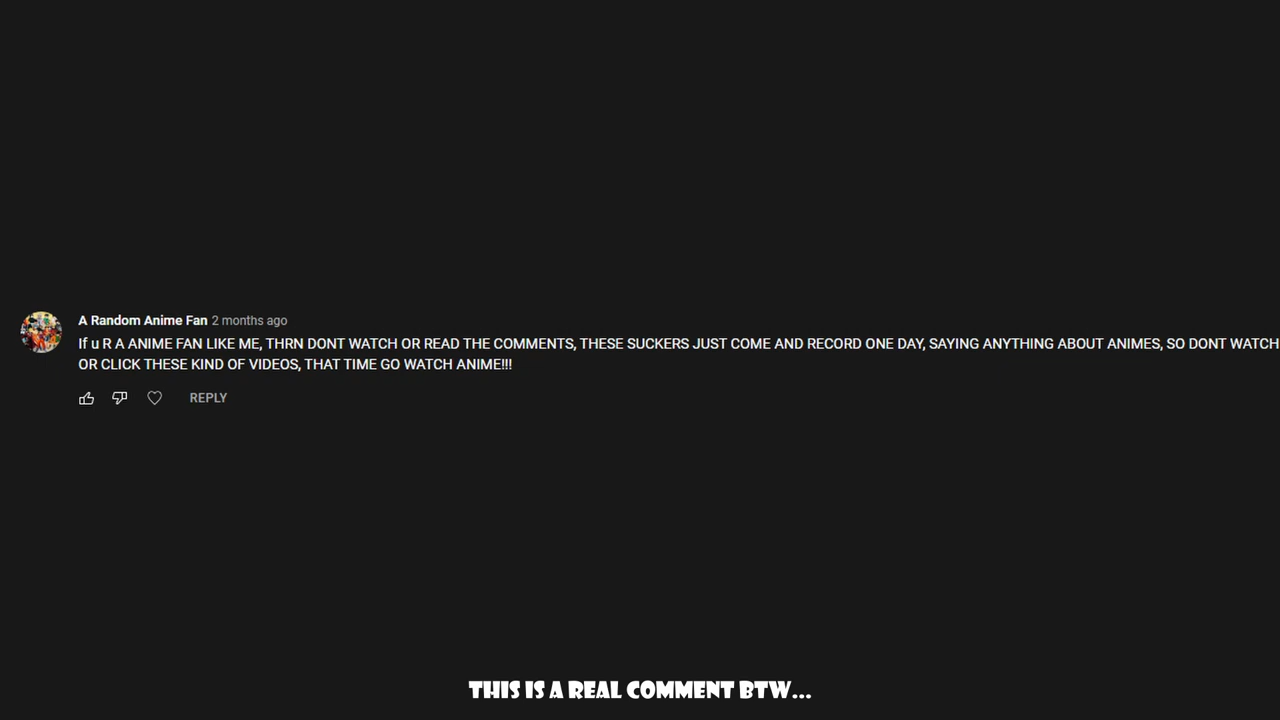 A Random Anime Fan 2 months ago
If u R A ANIME FAN LIKE ME, THRN DONT WATCH OR READ THE COMMENTS, THESE SUCKERS JUST COME AND RECORD ONE DAY, SAYING ANYTHING ABOUT ANIMES, SO DONT WATCH
OR CLICK THESE KIND OF VIDEOS, THAT TIME GO WATCH ANIME!!!
REPLY
THIS IS A REAL COMMENT BTW...